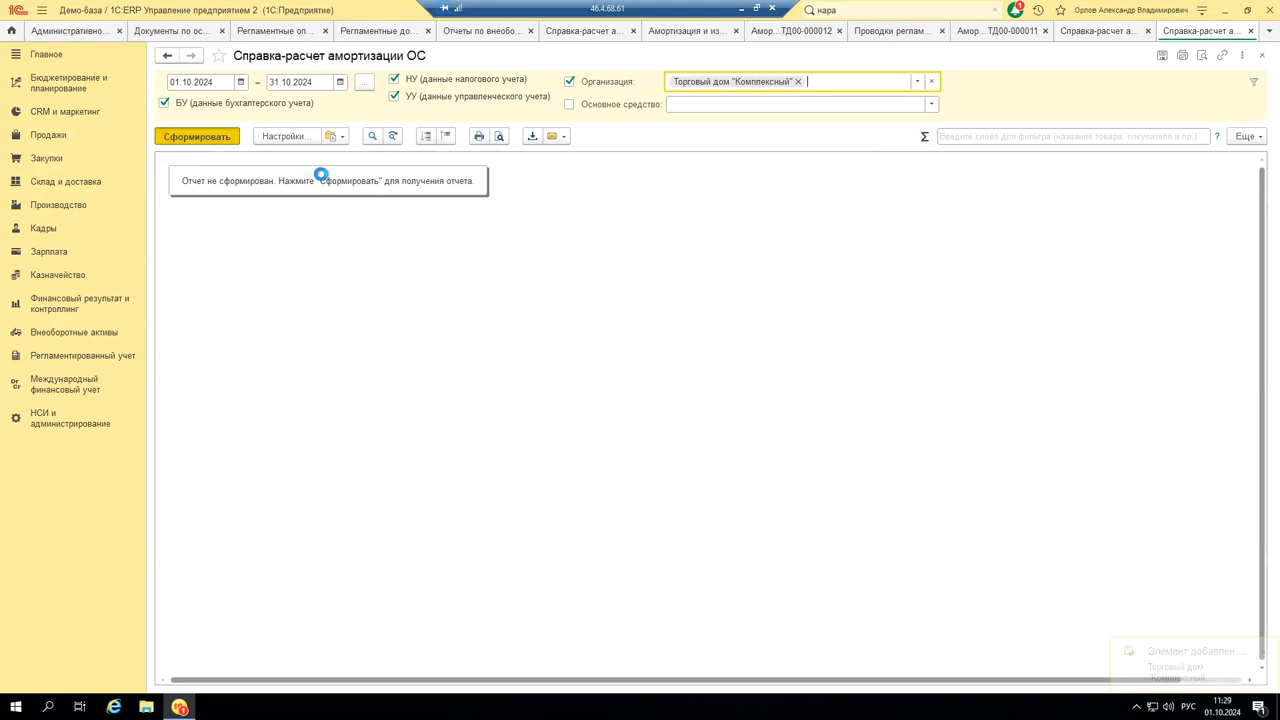 Демо-база / 1С:ERP Управление предприятием 2 (1С:Предприятие)
46.4.68.61
нара
Орлов Александр Владимирович
Административно...
Документы по ос...
Регламентные оп...
Регламентные до...
Отчеты по внеобо...
Справка-расчет а...
Амортизация и из...
Амор...ТД00-000012
Проводки регламе...
Амор...ТД00-000011
Справка-расчет а...
Справка-расчет а...
Главное
Бюджетирование и
планирование
CRM и маркетинг
Продажи
Закупки
Склад и доставка
Производство
Кадры
Зарплата
Казначейство
Финансовый результат и
контроллинг
Внеоборотные активы
Регламентированный учет
Международный
финансовый учет
НСИ и
администрирование
Справка-расчет амортизации ОС
01.10.2024 – 31.10.2024 ...
БУ (данные бухгалтерского учета)
НУ (данные налогового учета)
УУ (данные управленческого учета)
Организация: Торговый дом "Комплексный"
Основное средство:
Сформировать
Настройки...
Σ
Введите слово для фильтра (название товара, покупателя и пр.)
?
Еще
Отчет не сформирован. Нажмите "Сформировать" для получения отчета.
Элемент добавлен ...
Торговый дом
"Комплексный
РУС
11:29
01.10.2024